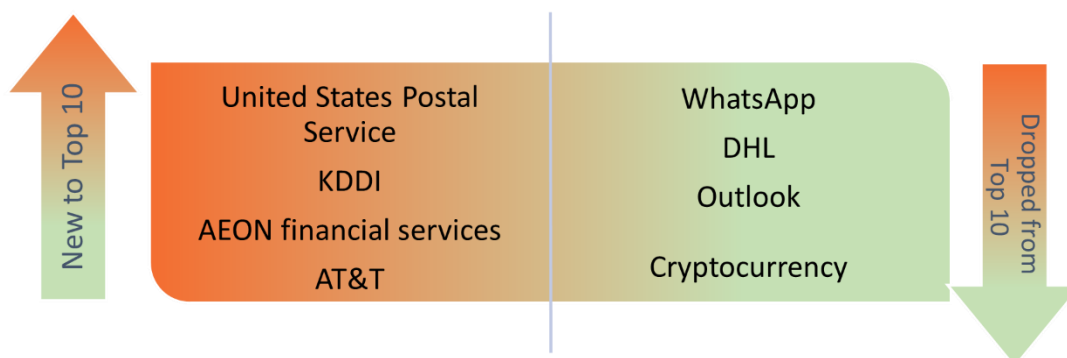 New to Top 10
United States Postal
Service
KDDI
AEON financial services
AT&T
WhatsApp
DHL
Outlook
Cryptocurrency
Dropped from
Top 10